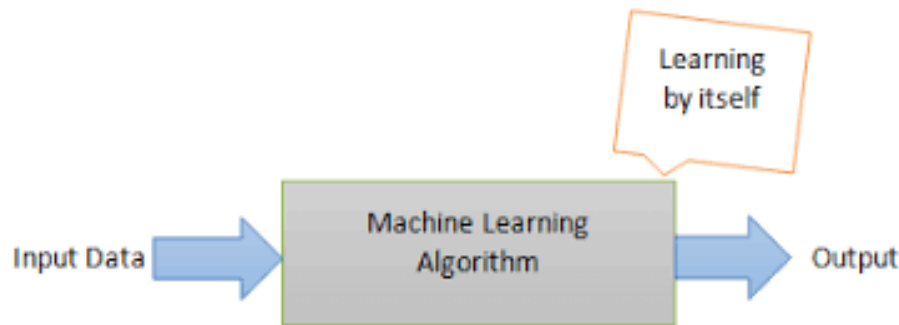 Learning
by itself
Machine Learning
Algorithm
Input Data
Output